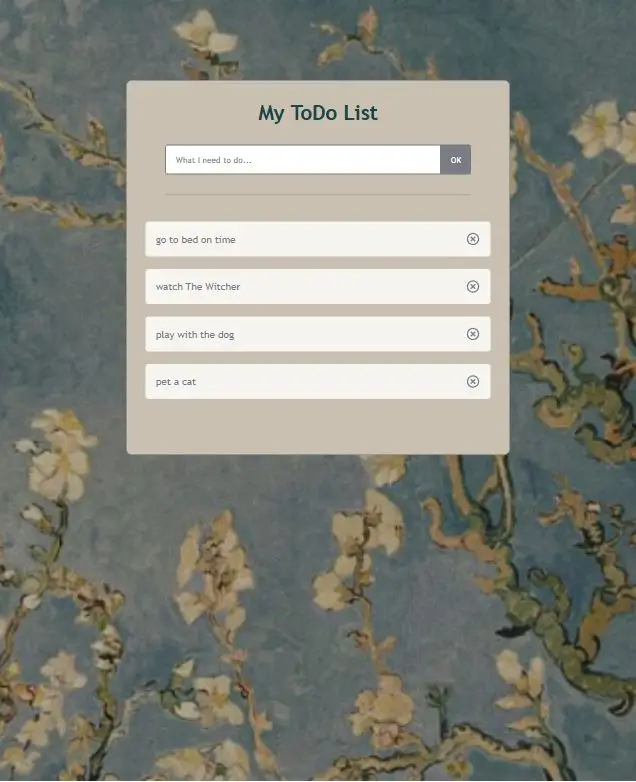 My ToDo List
What I need to do...
OK
go to bed on time
watch The Witcher
play with the dog
pet a cat